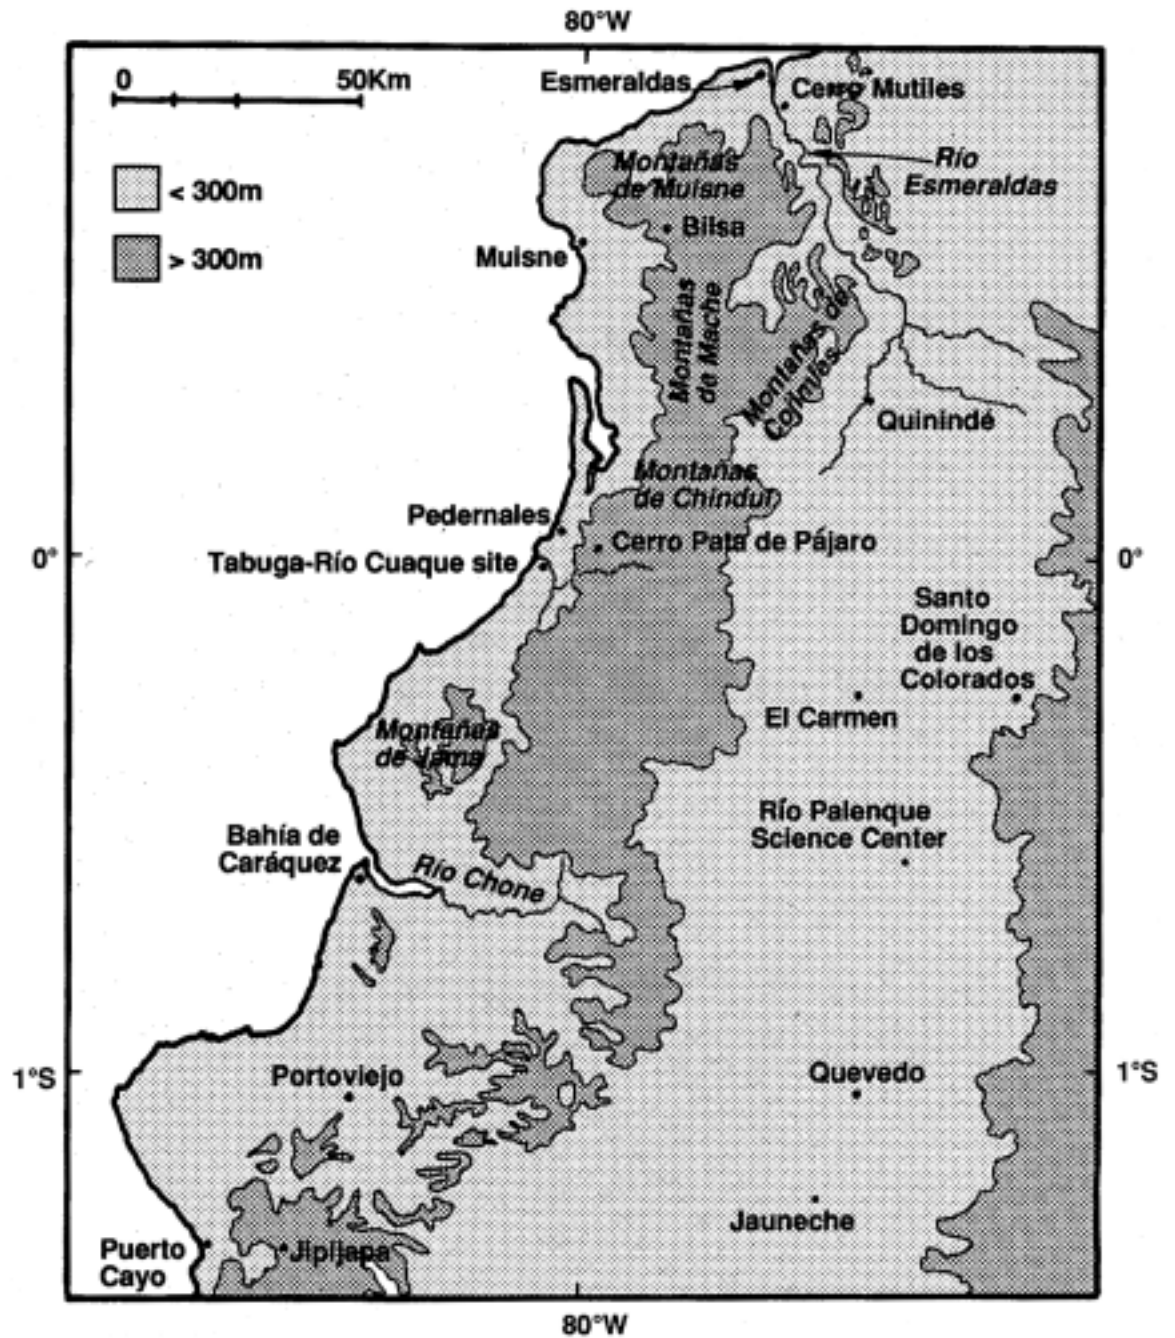 80°W
0
50Km
Esmeraldas
Cerro Mutiles
< 300m
Montañas
de Muisne
Río
Esmeraldas
> 300m
Bilsa
Muisne
Montañas
de Mache
Montañas de
Cojimíes
Quinindé
Montañas
de Chindul
Pedernales
Cerro Pata de Pájaro
0°
Tabuga-Río Cuaque site
0°
Santo
Domingo
de los
Colorados
El Carmen
Montañas
de Jama
Río Palenque
Science Center
Bahía de
Caráquez
Río Chone
1°S
Portoviejo
Quevedo
1°S
Jauneche
Puerto
Cayo
Jipijapa
80°W